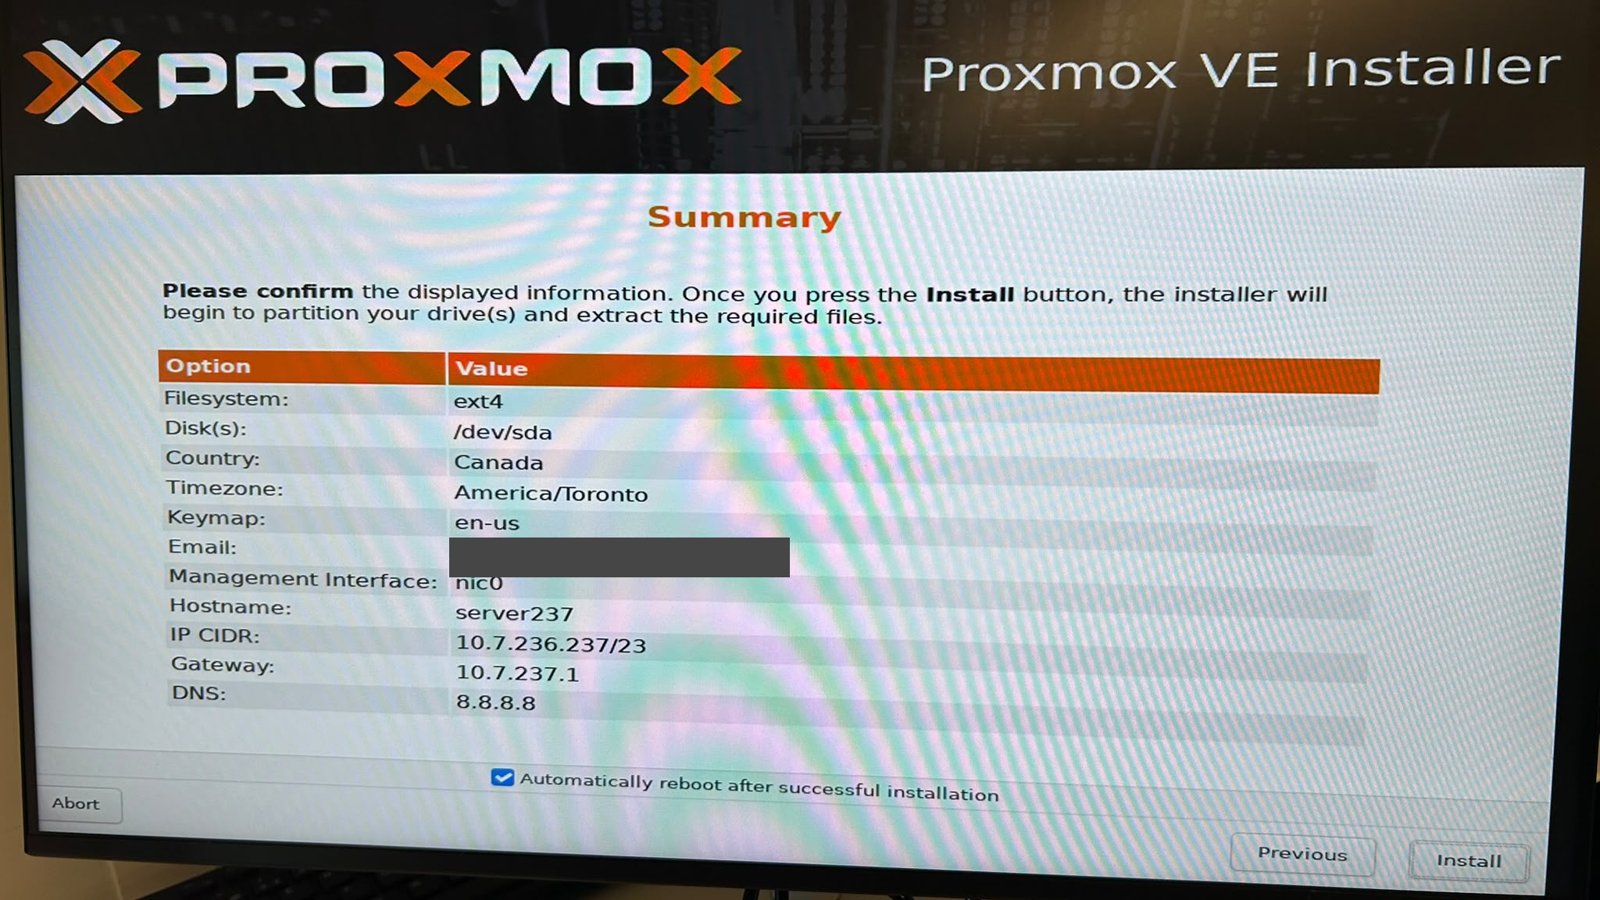 PROXMOX
Proxmox VE Installer
Summary
Please confirm the displayed information. Once you press the Install button, the installer will
begin to partition your drive(s) and extract the required files.
Option Value
Filesystem: ext4
Disk(s): /dev/sda
Country: Canada
Timezone: America/Toronto
Keymap: en-us
Email:
Management Interface: nic0
Hostname: server237
IP CIDR: 10.7.236.237/23
Gateway: 10.7.237.1
DNS: 8.8.8.8
Automatically reboot after successful installation
Abort
Previous
Install